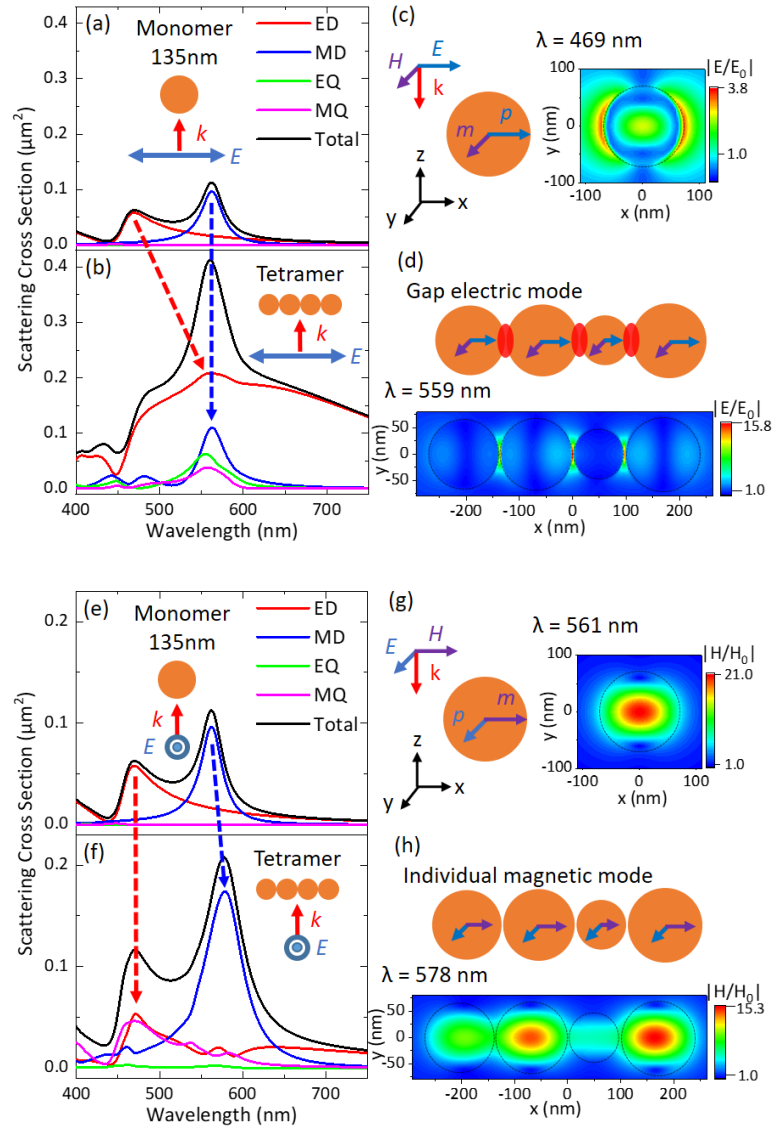 (a)
Monomer
135nm
k
E
ED
MD
EQ
MQ
Total
0.4
0.3
0.2
0.1
0.0
(b)
Tetramer
k
E
0.4
0.3
0.2
0.1
0.0
400 500 600 700
Wavelength (nm)
Scattering Cross Section (µm²)
(c)
H E
k
m p
z
x
y
λ = 469 nm
|E/E₀|
3.8
1.0
100
0
-100
y (nm)
-100 0 100
x (nm)
(d)
Gap electric mode
λ = 559 nm
|E/E₀|
15.8
1.0
50
0
-50
y (nm)
-200 -100 0 100 200
x (nm)
(e)
Monomer
135nm
k
E
ED
MD
EQ
MQ
Total
0.2
0.1
0.0
(f)
Tetramer
k
E
0.2
0.1
0.0
400 500 600 700
Wavelength (nm)
Scattering Cross Section (µm²)
(g)
E H
k
p m
z
x
y
λ = 561 nm
|H/H₀|
21.0
1.0
100
0
-100
y (nm)
-100 0 100
x (nm)
(h)
Individual magnetic mode
λ = 578 nm
|H/H₀|
15.3
1.0
50
0
-50
y (nm)
-200 -100 0 100 200
x (nm)